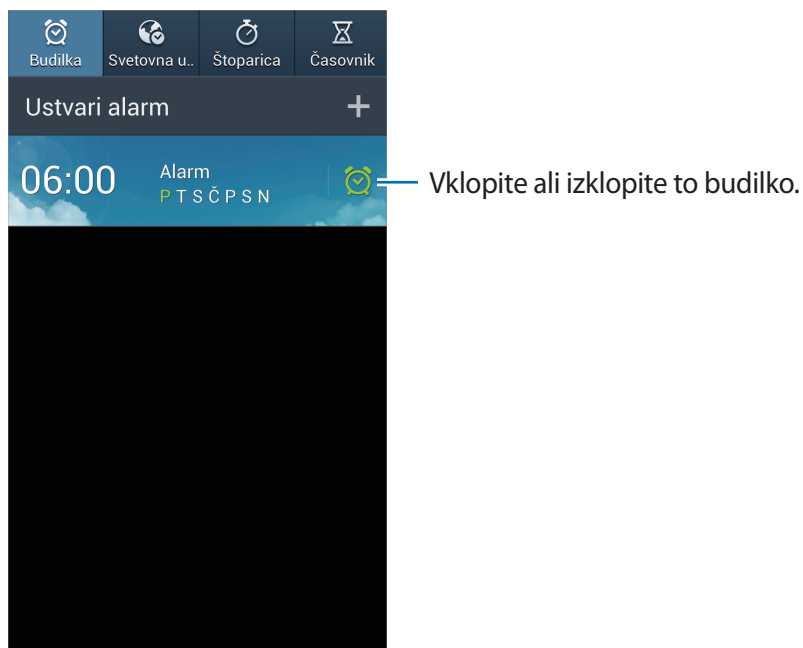 Budilka Svetovna u.. Štoparica Časovnik
Ustvari alarm
06:00 Alarm
P T S Č P S N
Vklopite ali izklopite to budilko.